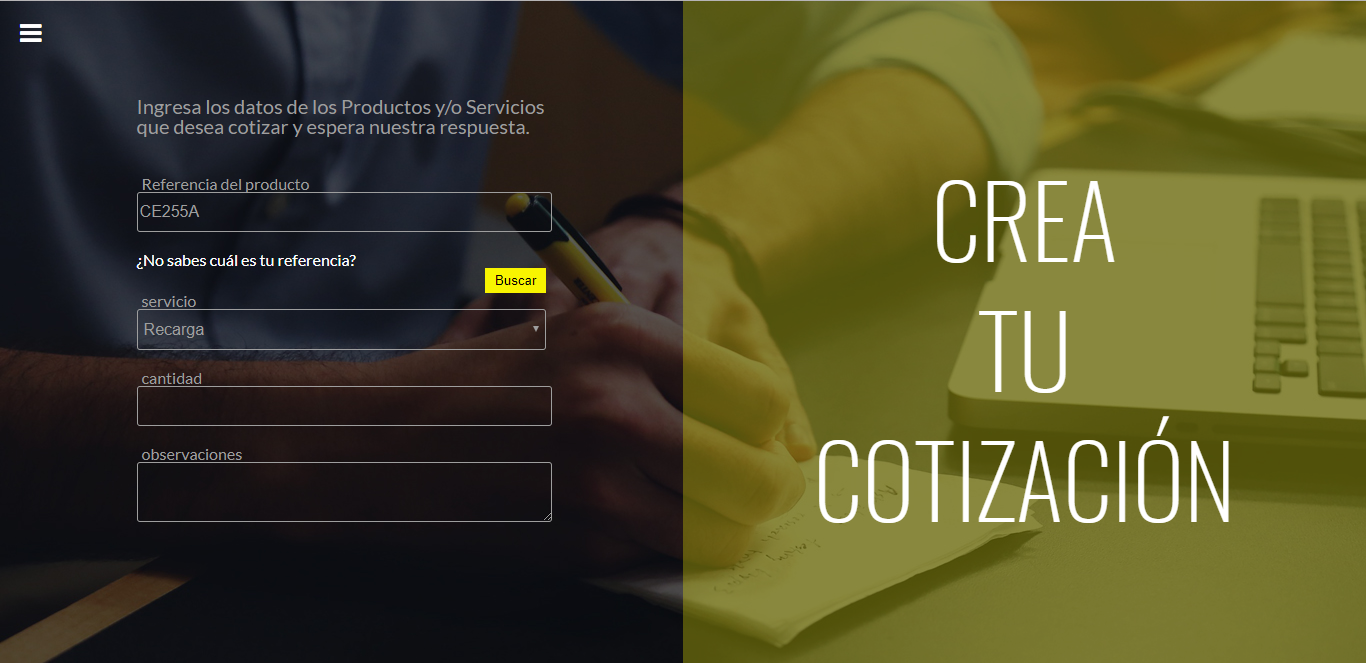 Ingresa los datos de los Productos y/o Servicios
que desea cotizar y espera nuestra respuesta.
Referencia del producto
CE255A
¿No sabes cuál es tu referencia?
Buscar
servicio
Recarga
cantidad
observaciones
CREA
TU
COTIZACIÓN